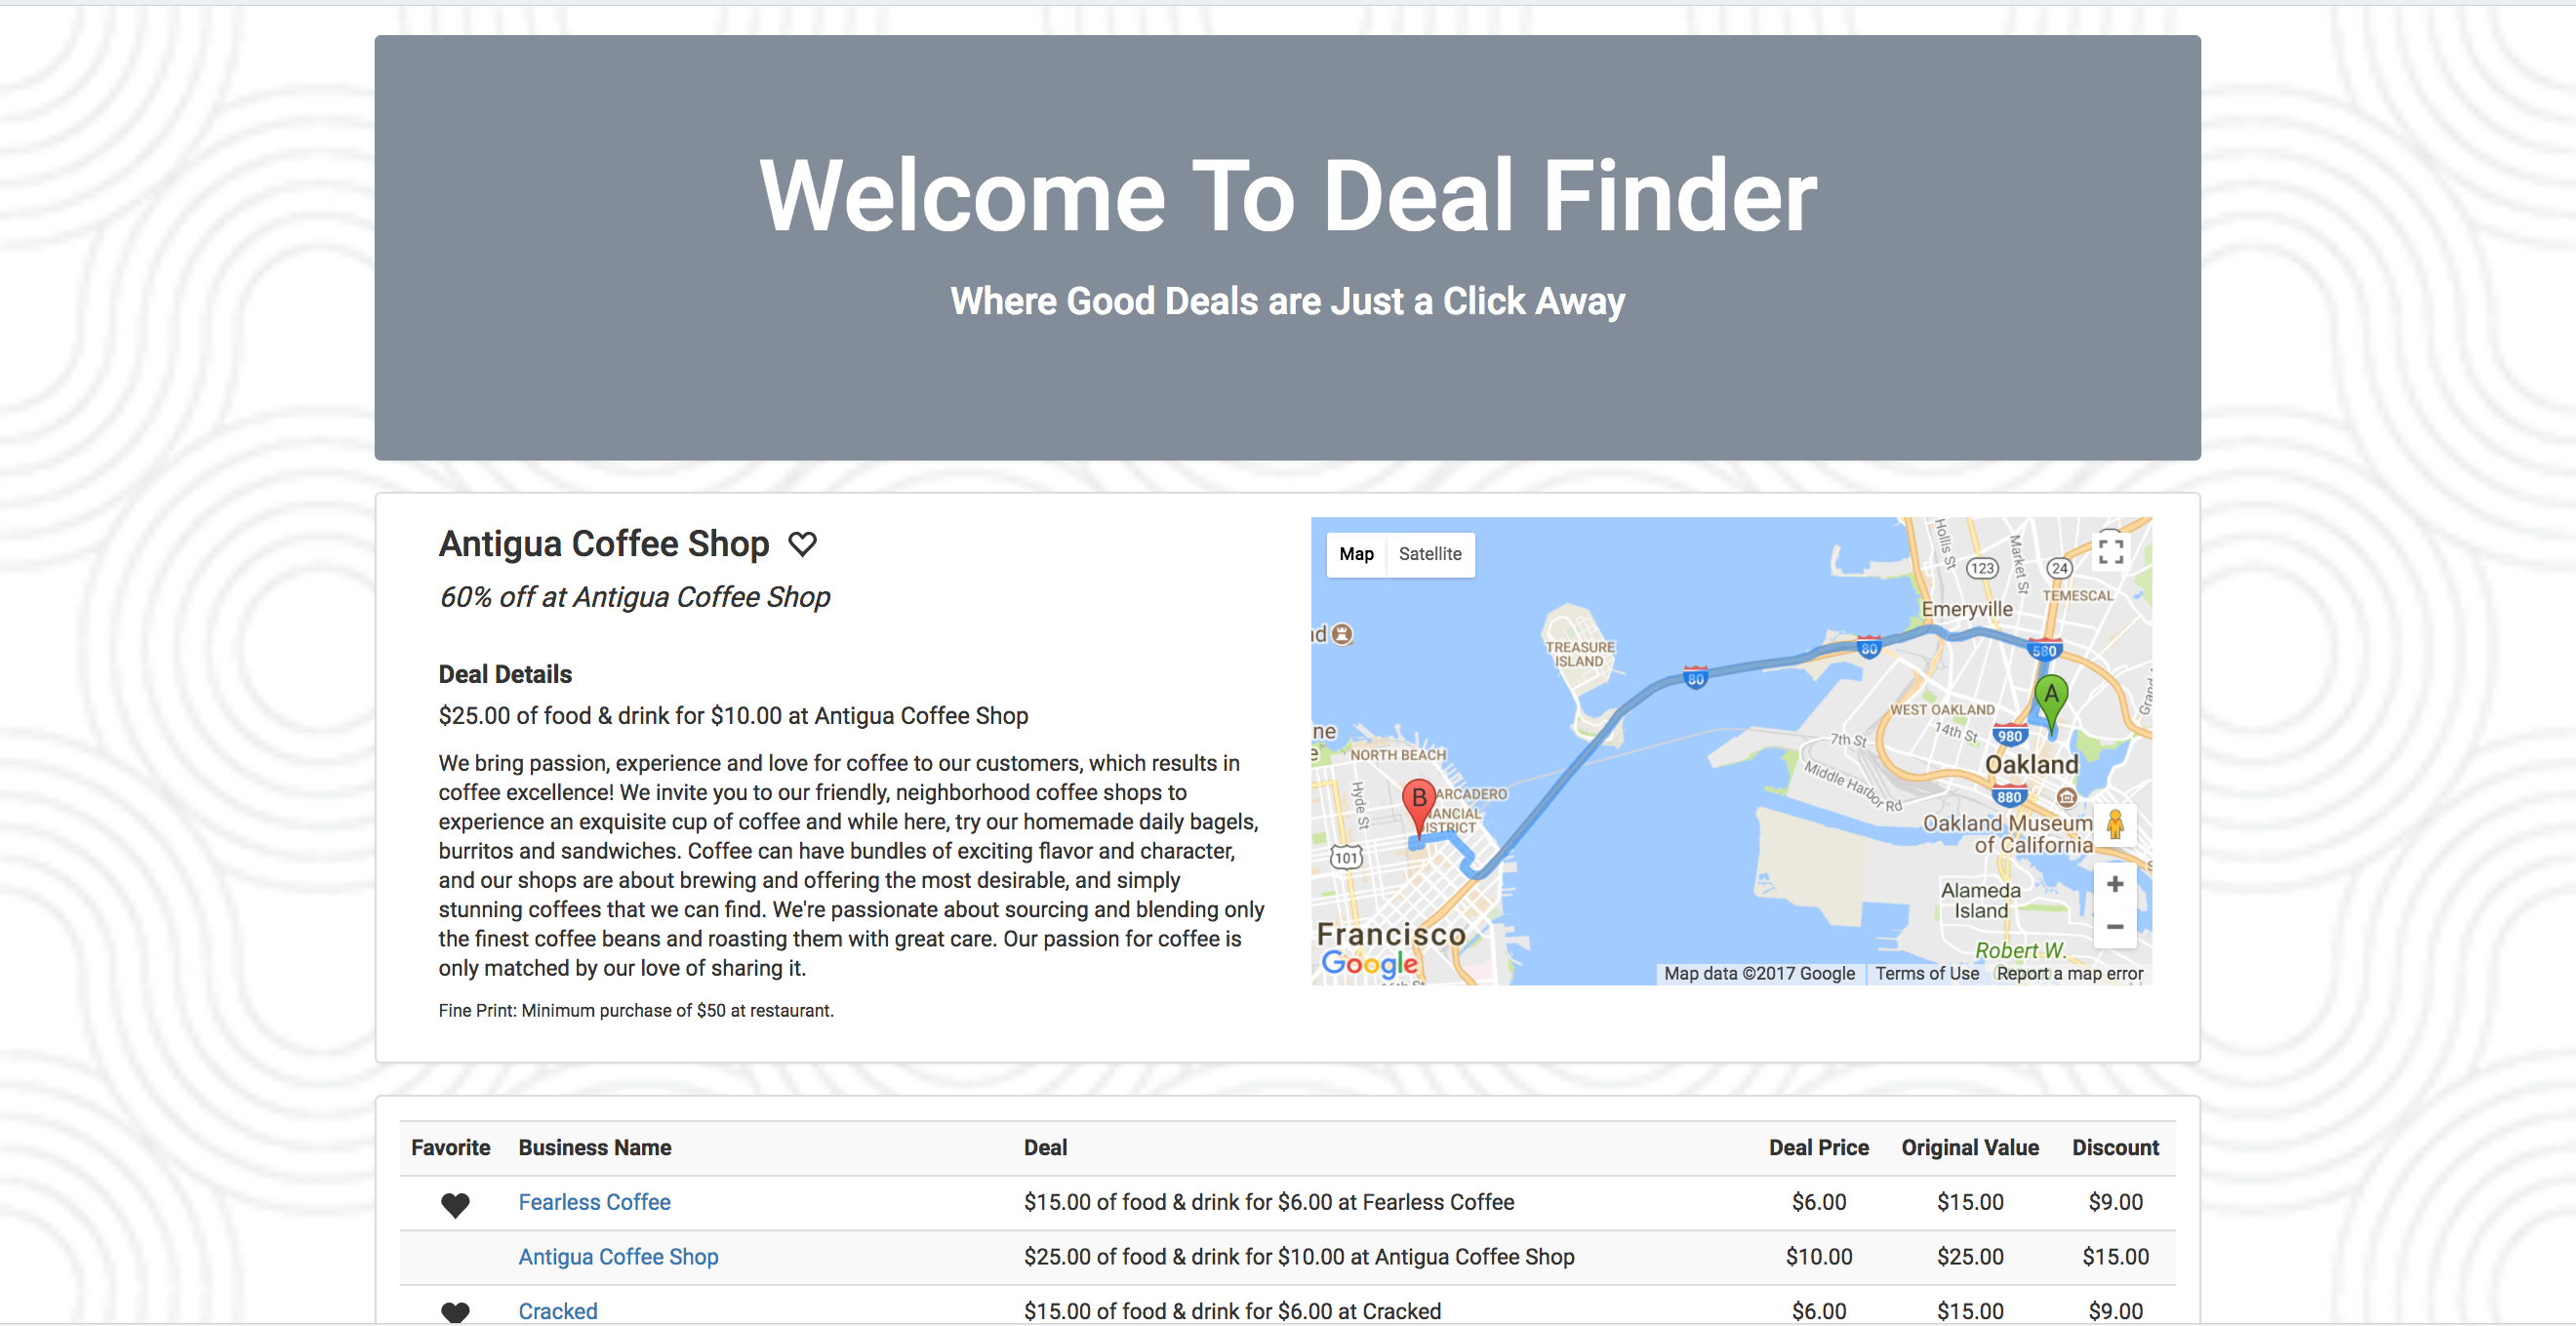 Welcome To Deal Finder
Where Good Deals are Just a Click Away
Antigua Coffee Shop
60% off at Antigua Coffee Shop
Deal Details
$25.00 of food & drink for $10.00 at Antigua Coffee Shop
We bring passion, experience and love for coffee to our customers, which results in
coffee excellence! We invite you to our friendly, neighborhood coffee shops to
experience an exquisite cup of coffee and while here, try our homemade daily bagels,
burritos and sandwiches. Coffee can have bundles of exciting flavor and character,
and our shops are about brewing and offering the most desirable, and simply
stunning coffees that we can find. We're passionate about sourcing and blending only
the finest coffee beans and roasting them with great care. Our passion for coffee is
only matched by our love of sharing it.
Fine Print: Minimum purchase of $50 at restaurant.
Map Satellite
Hollis St
Market St
123
24
TEMESCAL
Emeryville
TREASURE
ISLAND
80
80
580
A
WEST OAKLAND
14th St
980
7th St
Middle Harbor Rd
Oakland
880
Oakland Museum
of California
Alameda
Island
Robert W.
NORTH BEACH
Hyde St
B
ARCADERO
ANCIAL
ISTRICT
101
Francisco
Google
Map data ©2017 Google Terms of Use Report a map error
Favorite Business Name Deal Deal Price Original Value Discount
Fearless Coffee $15.00 of food & drink for $6.00 at Fearless Coffee $6.00 $15.00 $9.00
Antigua Coffee Shop $25.00 of food & drink for $10.00 at Antigua Coffee Shop $10.00 $25.00 $15.00
Cracked $15.00 of food & drink for $6.00 at Cracked $6.00 $15.00 $9.00